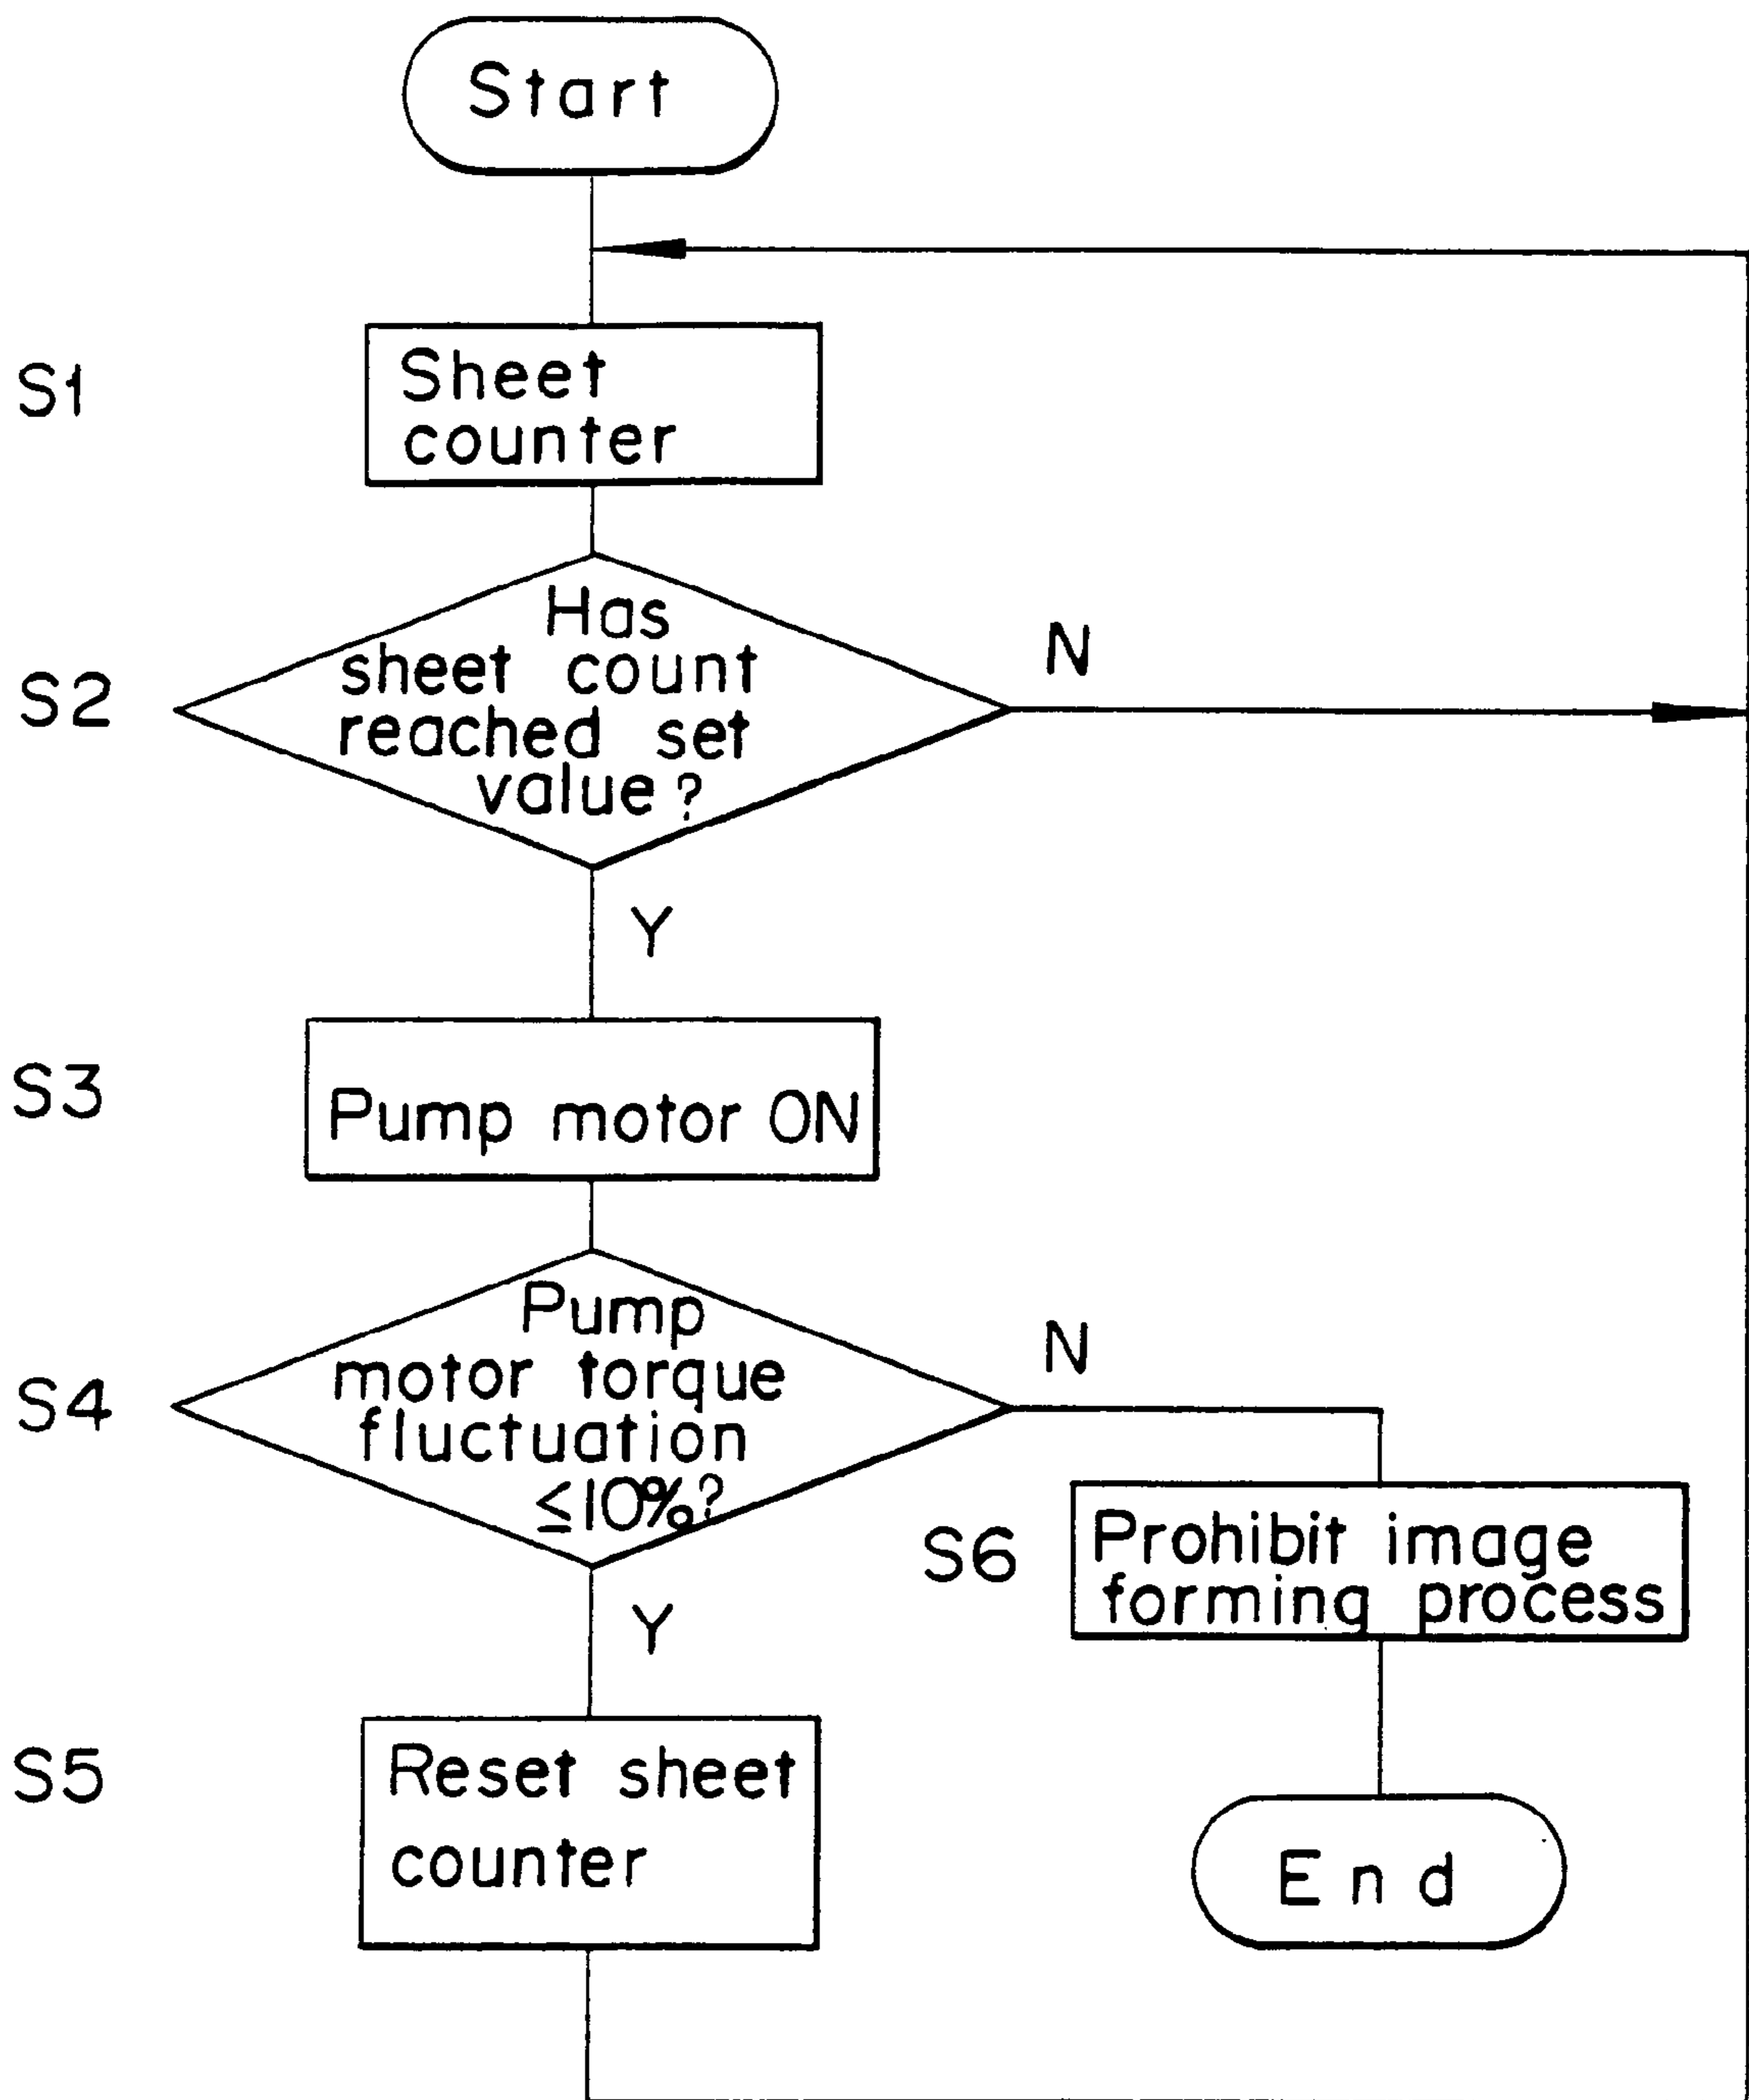 Start
S1
Sheet
counter
S2
Has
sheet count
reached set
value?
N
Y
S3
Pump motor ON
S4
Pump
motor torque
fluctuation
≤10%?
N
Y
S6
Prohibit image
forming process
S5
Reset sheet
counter
End